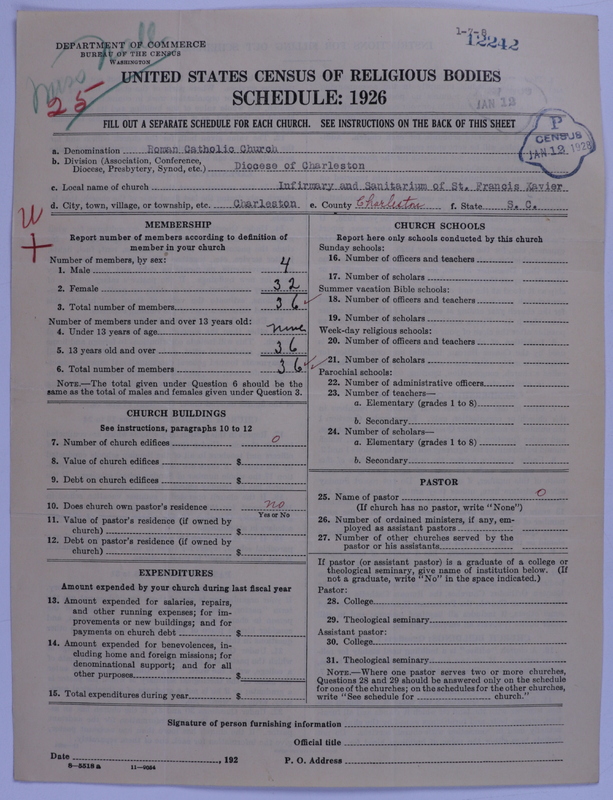 1-7-8
12242
DEPARTMENT OF COMMERCE
BUREAU OF THE CENSUS
WASHINGTON
25
UNITED STATES CENSUS OF RELIGIOUS BODIES
SCHEDULE: 1926
JAN 12
P
CENSUS
JAN 12 1928
FILL OUT A SEPARATE SCHEDULE FOR EACH CHURCH. SEE INSTRUCTIONS ON THE BACK OF THIS SHEET
a. Denomination Roman Catholic Church
b. Division (Association, Conference, Diocese, Presbytery, Synod, etc.) Diocese of Charleston
c. Local name of church Infirmary and Sanitarium of St. Francis Xavier
d. City, town, village, or township, etc. Charleston e. County Charleston f. State S. C.
MEMBERSHIP
Report number of members according to definition of
member in your church
Number of members, by sex:
1. Male 4
2. Female 32
3. Total number of members 36
Number of members under and over 13 years old:
4. Under 13 years of age none
5. 13 years old and over 36
6. Total number of members 36
NOTE.—The total given under Question 6 should be the
same as the total of males and females given under Question 3.
CHURCH BUILDINGS
See instructions, paragraphs 10 to 12
7. Number of church edifices 0
8. Value of church edifices $
9. Debt on church edifices $
10. Does church own pastor's residence no
Yes or No
11. Value of pastor's residence (if owned by
church) $
12. Debt on pastor's residence (if owned by
church) $
EXPENDITURES
Amount expended by your church during last fiscal year
13. Amount expended for salaries, repairs,
and other running expenses; for im-
provements or new buildings; and for
payments on church debt $
14. Amount expended for benevolences, in-
cluding home and foreign missions; for
denominational support; and for all
other purposes $
15. Total expenditures during year $
CHURCH SCHOOLS
Report here only schools conducted by this church
Sunday schools:
16. Number of officers and teachers
17. Number of scholars
Summer vacation Bible schools:
18. Number of officers and teachers
19. Number of scholars
Week-day religious schools:
20. Number of officers and teachers
21. Number of scholars
Parochial schools:
22. Number of administrative officers
23. Number of teachers—
a. Elementary (grades 1 to 8)
b. Secondary
24. Number of scholars—
a. Elementary (grades 1 to 8)
b. Secondary
PASTOR
25. Name of pastor 0
(If church has no pastor, write "None")
26. Number of ordained ministers, if any, em-
ployed as assistant pastors
27. Number of other churches served by the
pastor or his assistants
If pastor (or assistant pastor) is a graduate of a college or
theological seminary, give name of institution below. (If
not a graduate, write "No" in the space indicated.)
Pastor:
28. College
29. Theological seminary
Assistant pastor:
30. College
31. Theological seminary
NOTE.—Where one pastor serves two or more churches,
Questions 28 and 29 should be answered only on the schedule
for one of the churches; on the schedules for the other churches,
write "See schedule for church."
Signature of person furnishing information
Official title
Date , 192 P. O. Address
8-5518 a 11-9064